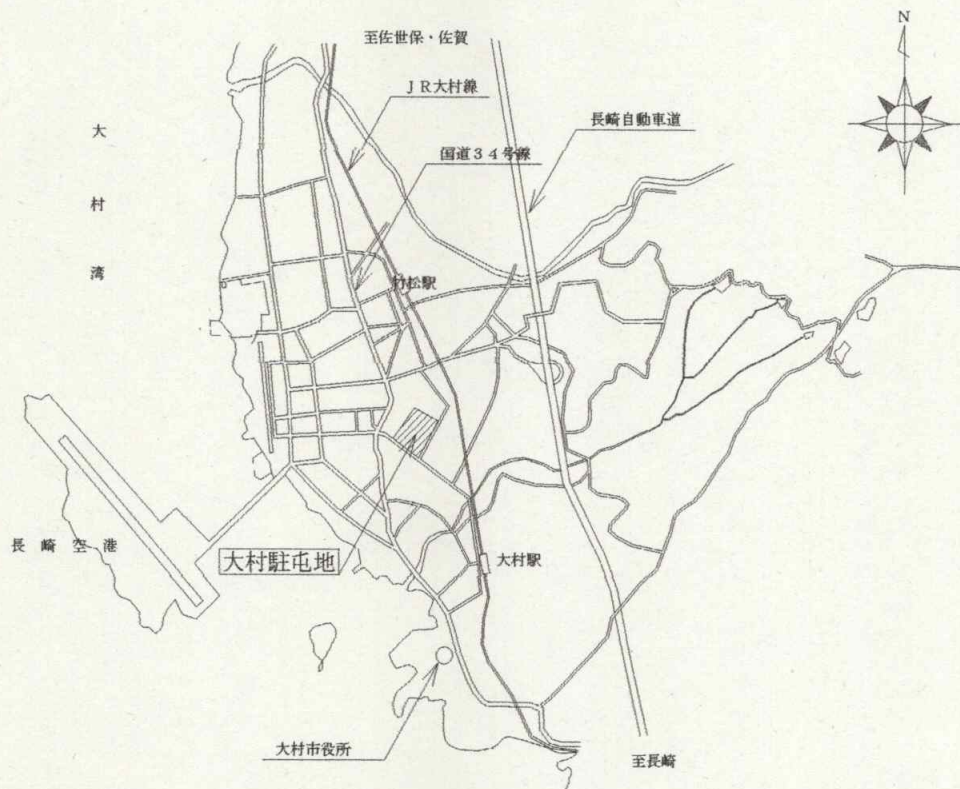 至佐世保・佐賀
N
ＪＲ大村線
長崎自動車道
国道３４号線
大村湾
竹松駅
長崎空港
大村駐屯地
大村駅
大村市役所
至長崎